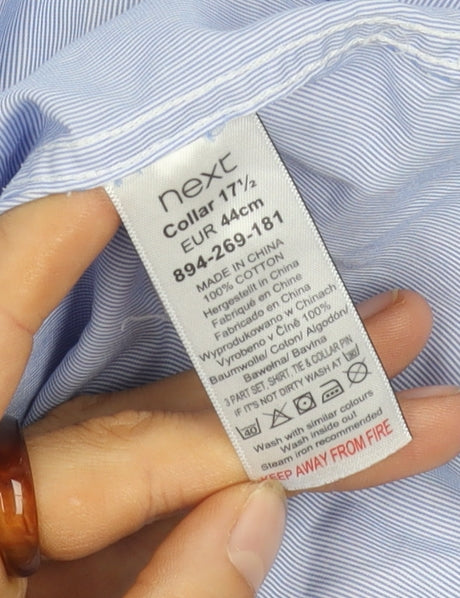 next
Collar 17½
EUR 44cm
894-269-181
MADE IN CHINA
100% COTTON
Hergestellt in China
Fabriqué en Chine
Fabricado en China
Wyprodukowano w Chinach
Vyrobeno v Číně 100%
Baumwolle/ Coton/ Algodón/
Bawełna/ Bavlna
3 PART SET, SHIRT, TIE & COLLAR PIN
IF IT'S NOT DIRTY WASH AT 30
40
Wash with similar colours
Wash inside out
Steam iron recommended
KEEP AWAY FROM FIRE